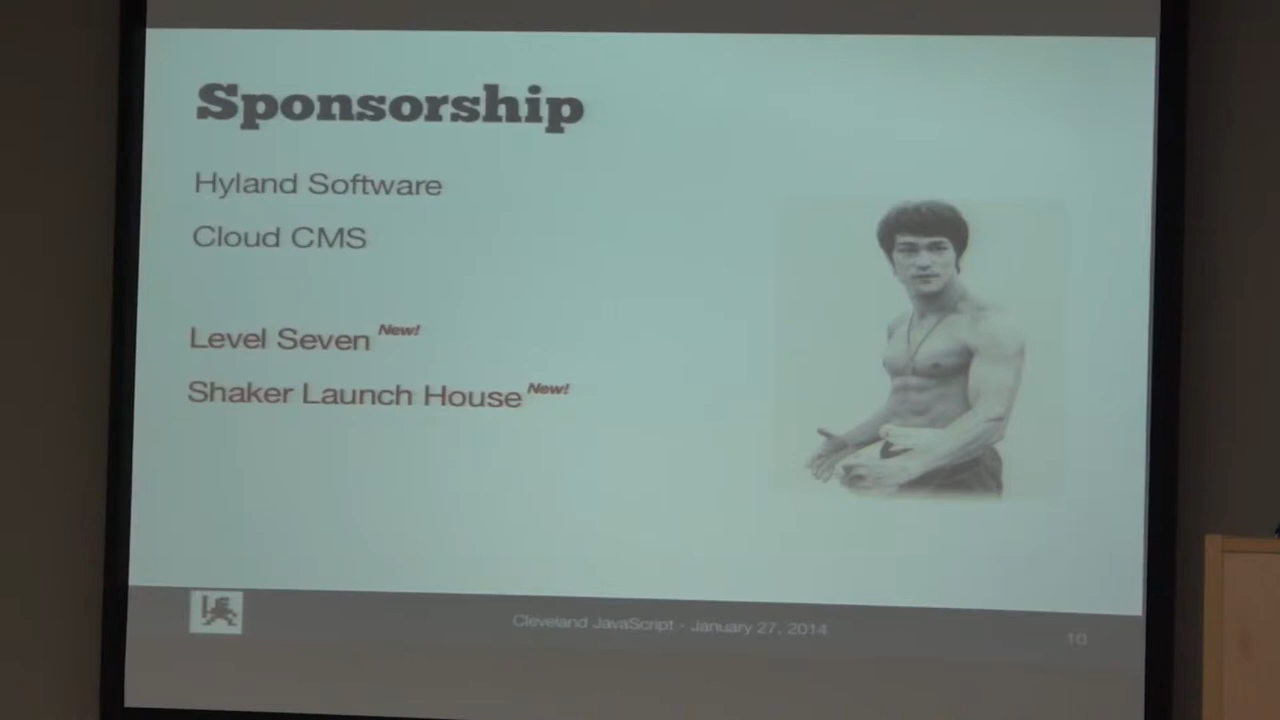 Sponsorship
Hyland Software
Cloud CMS
Level Seven New!
Shaker Launch House New!
Cleveland JavaScript - January 27, 2014
10